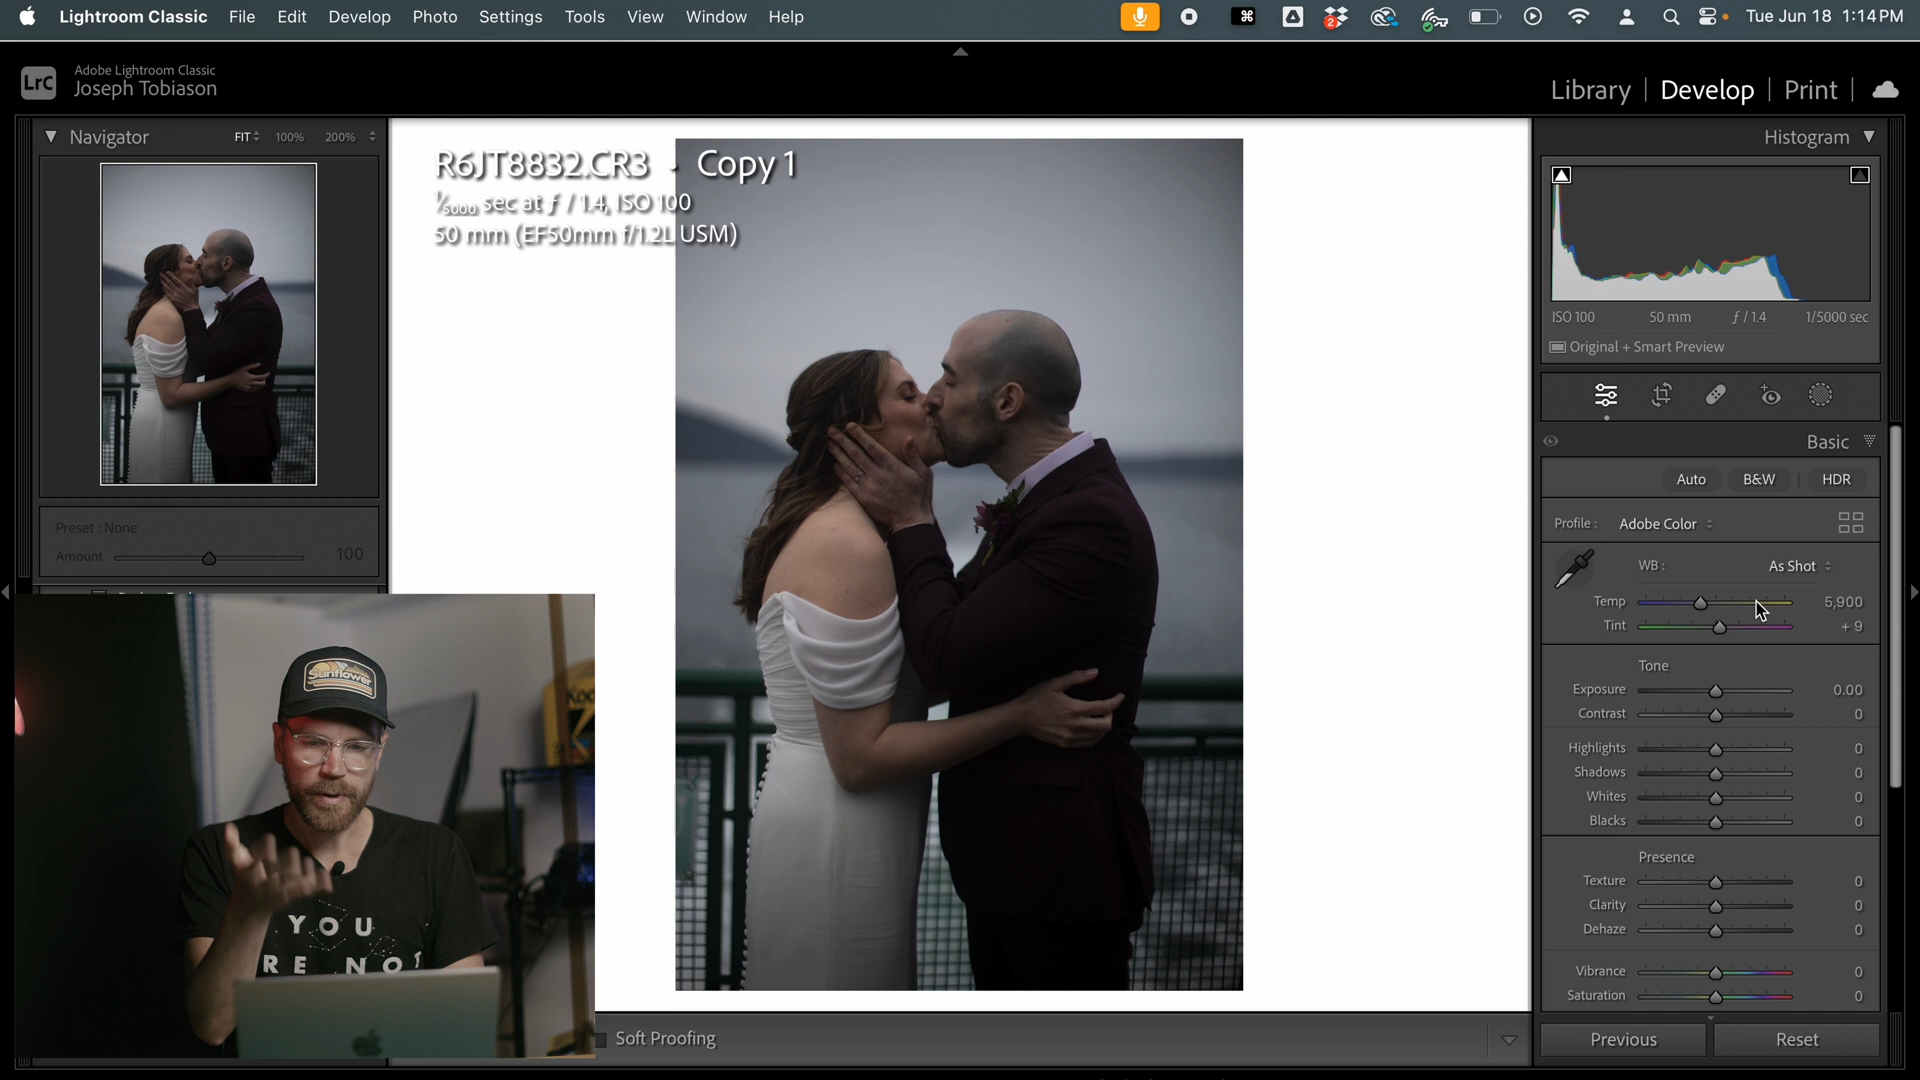 Lightroom Classic File Edit Develop Photo Settings Tools View Window Help 2 Tue Jun 18 1:14 PM
LrC Adobe Lightroom Classic
Joseph Tobiason
Library | Develop | Print
Navigator FIT 100% 200%
Histogram
R6JT8832.CR3 - Copy 1
1/5000 sec at ƒ / 1.4, ISO 100
50 mm (EF50mm f/1.2L USM)
ISO 100 50 mm ƒ / 1.4 1/5000 sec
Original + Smart Preview
Basic
Auto B&W | HDR
Profile : Adobe Color
WB : As Shot
Temp 5,900
Tint + 9
Tone
Exposure 0.00
Contrast 0
Highlights 0
Shadows 0
Whites 0
Blacks 0
Presence
Texture 0
Clarity 0
Dehaze 0
Vibrance 0
Saturation 0
Previous Reset
Preset : None
Amount 100
Sunflower
YOU
RE NOT
Soft Proofing